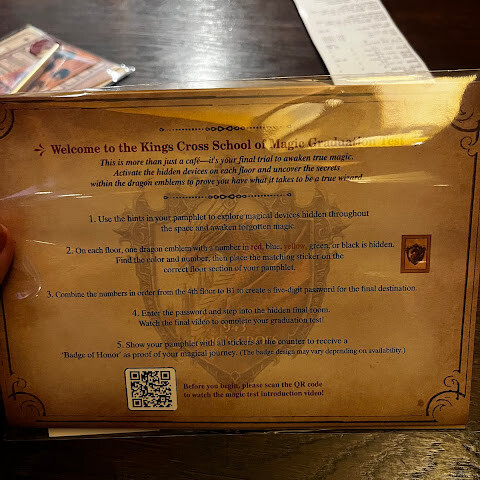 Welcome to the Kings Cross School of Magic Graduation
This is more than just a café—it's your final trial to awaken true magic.
Activate the hidden devices on each floor and uncover the secrets
within the dragon emblems to prove you have what it takes to be a true wizard.
1. Use the hints in your pamphlet to explore magical devices hidden throughout
the space and awaken forgotten magic.
2. On each floor, one dragon emblem with a number in red, blue, yellow, green, or black is hidden.
Find the color and number, then place the matching sticker on the
correct floor section of your pamphlet.
3. Combine the numbers in order from the 4th floor to B1 to create a five-digit password for the final destination.
4. Enter the password and step into the hidden final room.
Watch the final video to complete your graduation test!
5. Show your pamphlet with all stickers at the counter to receive a
'Badge of Honor' as proof of your magical journey. (The badge design may vary depending on availability.)
Before you begin, please scan the QR code
to watch the magic test introduction video!